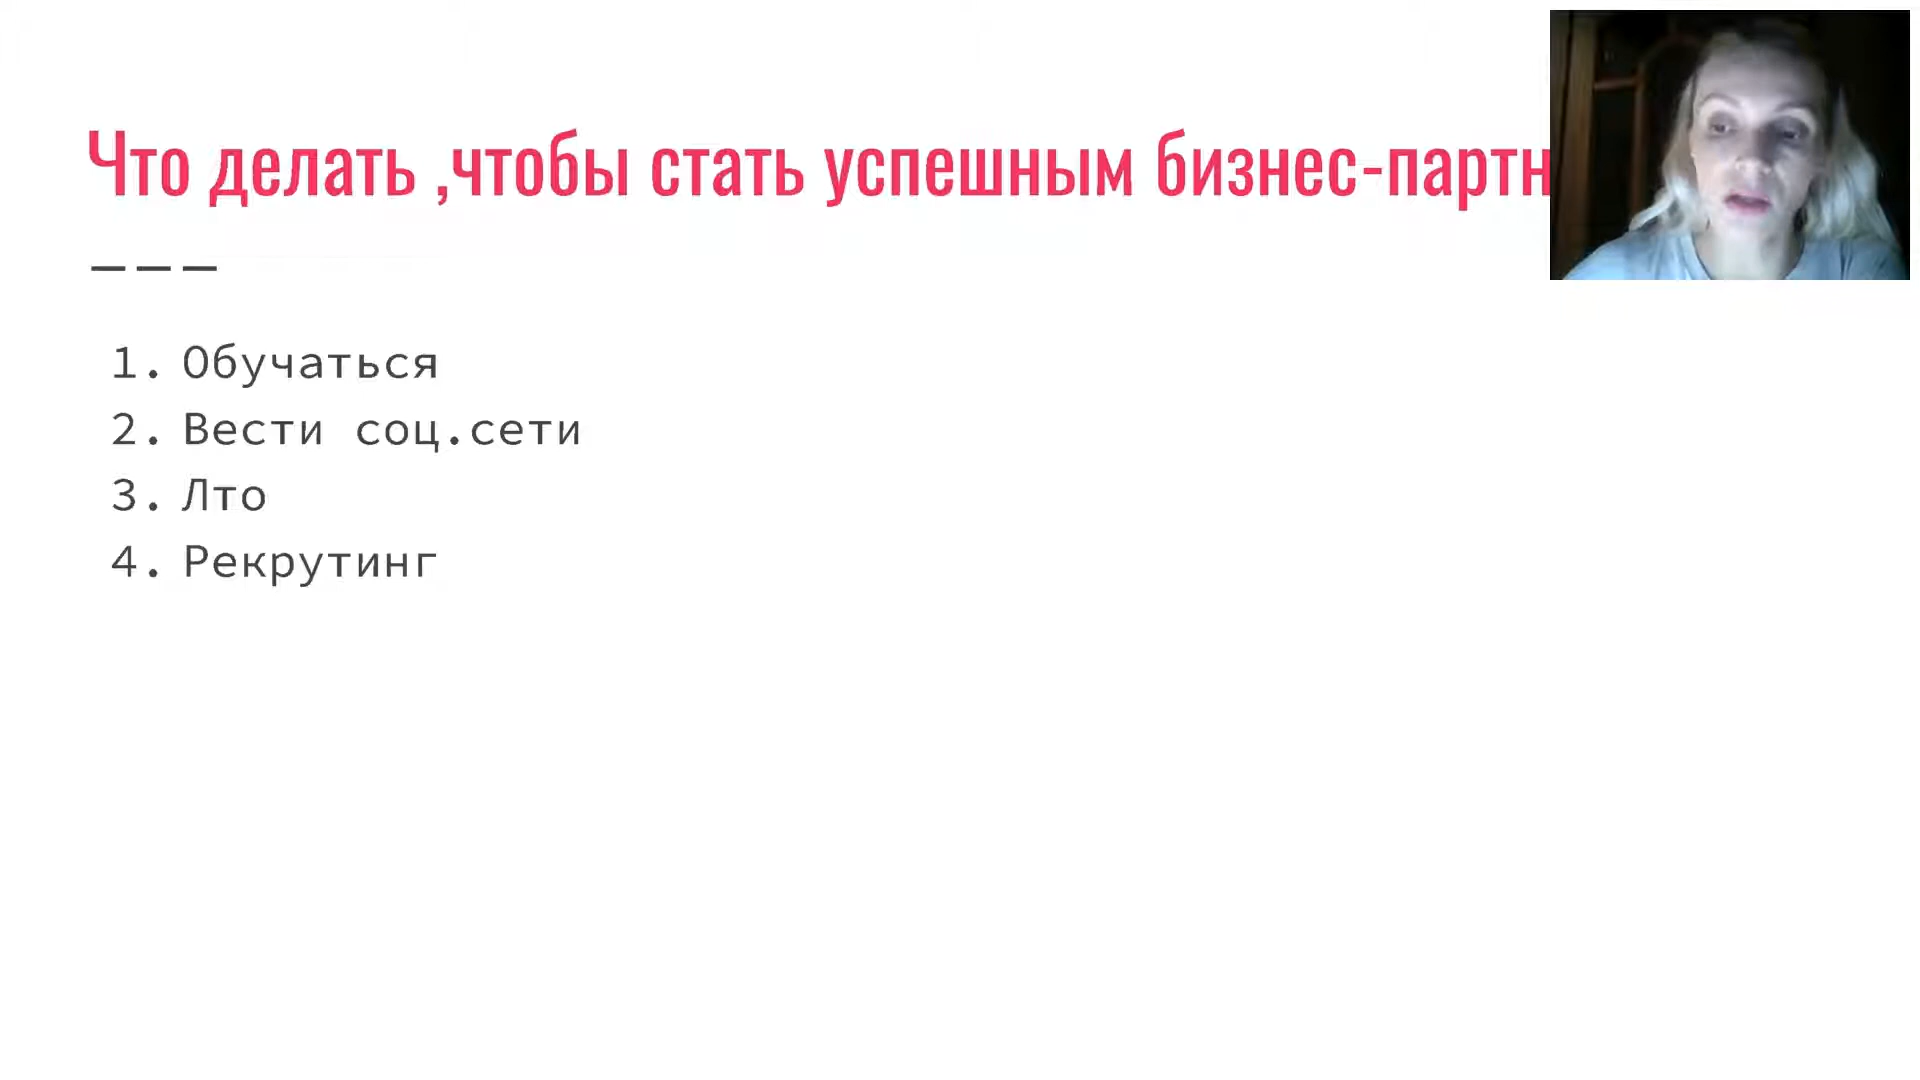 Что делать ,чтобы стать успешным бизнес-партн
1. Обучаться
2. Вести соц.сети
3. Лто
4. Рекрутинг